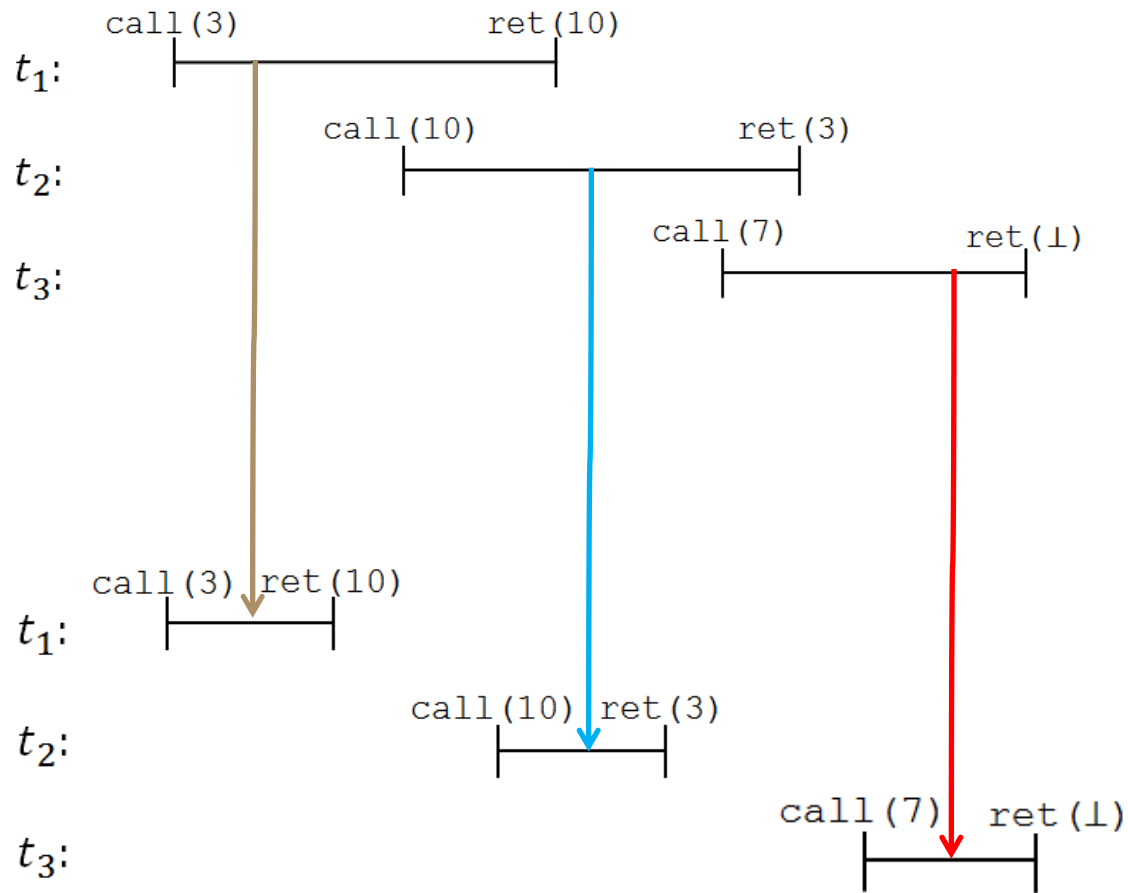 call(3) ret(10)
t₁:
call(10) ret(3)
t₂:
call(7) ret(⊥)
t₃:
call(3) ret(10)
t₁:
call(10) ret(3)
t₂:
call(7) ret(⊥)
t₃: